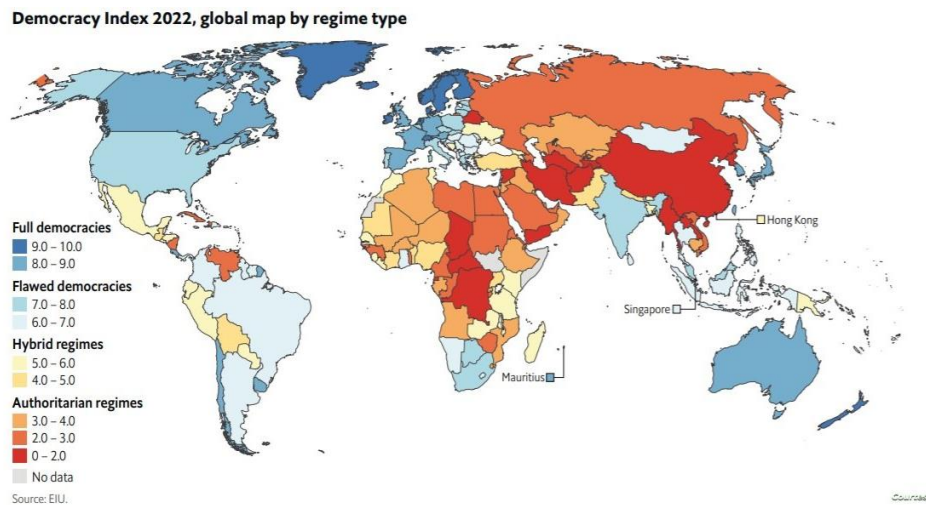 Democracy Index 2022, global map by regime type
Hong Kong
Singapore
Mauritius
Full democracies
9.0 – 10.0
8.0 – 9.0
Flawed democracies
7.0 – 8.0
6.0 – 7.0
Hybrid regimes
5.0 – 6.0
4.0 – 5.0
Authoritarian regimes
3.0 – 4.0
2.0 – 3.0
0 – 2.0
No data
Source: EIU.
Courtes